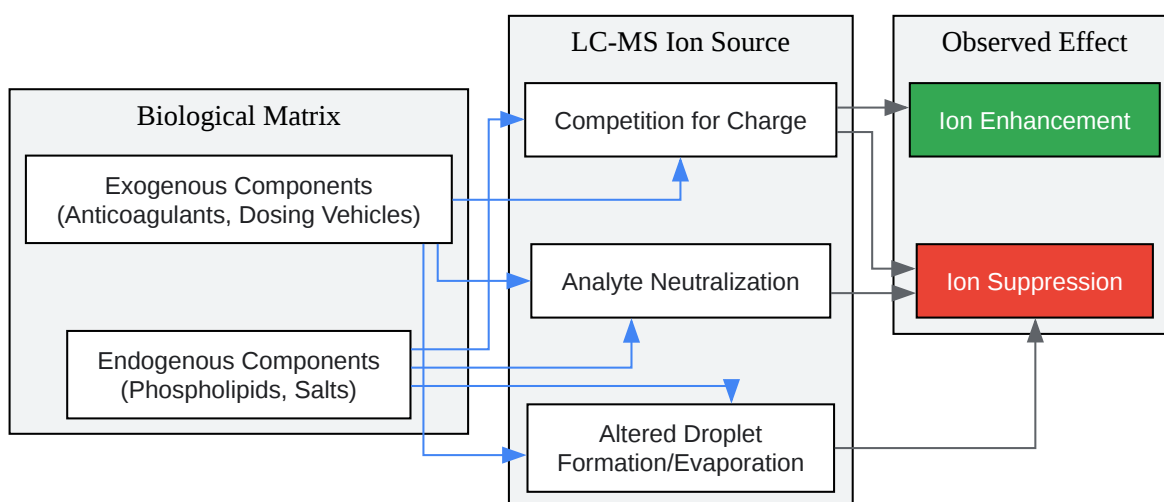 Biological Matrix
Exogenous Components
(Anticoagulants, Dosing Vehicles)
Endogenous Components
(Phospholipids, Salts)
LC-MS Ion Source
Competition for Charge
Analyte Neutralization
Altered Droplet
Formation/Evaporation
Observed Effect
Ion Enhancement
Ion Suppression